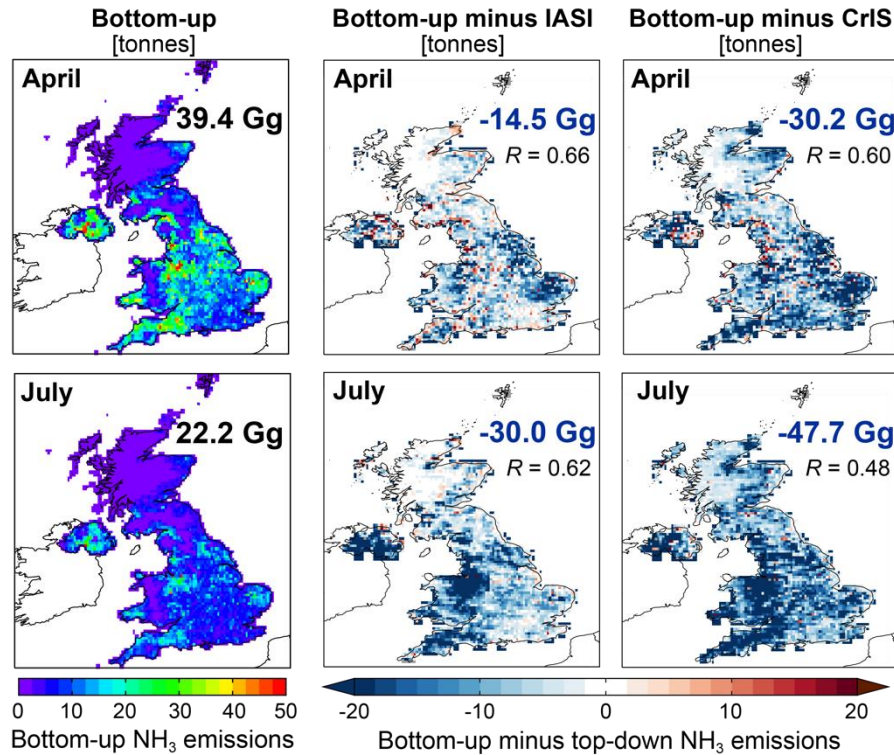 Bottom-up
[tonnes]
Bottom-up minus IASI
[tonnes]
Bottom-up minus CrIS
[tonnes]
April
39.4 Gg
April
-14.5 Gg
R = 0.66
April
-30.2 Gg
R = 0.60
July
22.2 Gg
July
-30.0 Gg
R = 0.62
July
-47.7 Gg
R = 0.48
0 10 20 30 40 50
Bottom-up NH₃ emissions
-20 -10 0 10 20
Bottom-up minus top-down NH₃ emissions